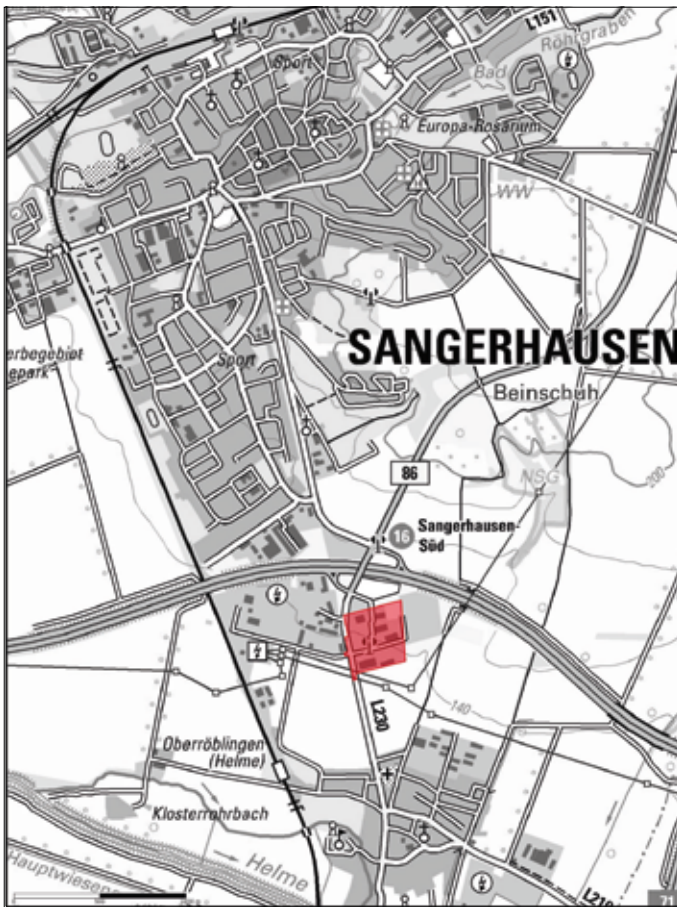 L151
Röhrgraben
Sport
Bad
Europa-Rosarium
WW
SANGERHAUSEN
erbegebiet
epark
Sport
Beinschuh
NSG
86
200
16
Sangerhausen-
Süd
L230
140
Oberröblingen
(Helme)
Klosterrohrbach
Helme
Hauptwiesen
L219
71